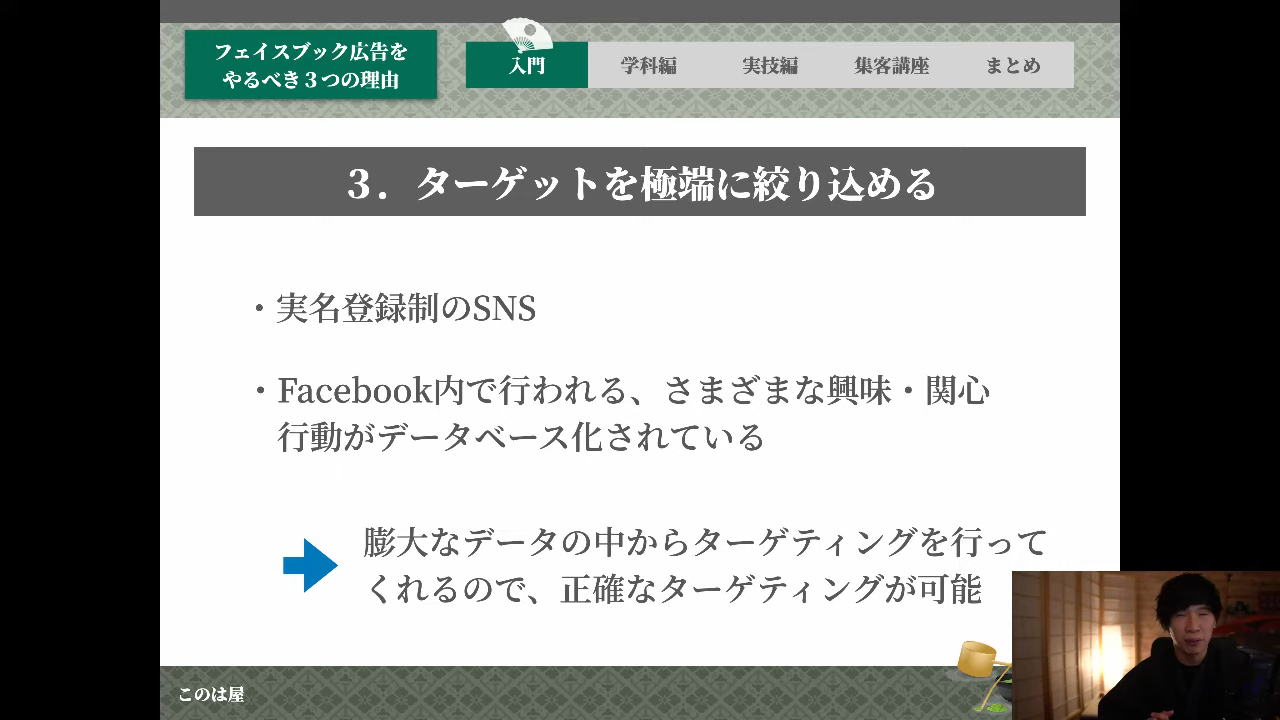 フェイスブック広告を
やるべき３つの理由
入門
学科編
実技編
集客講座
まとめ
３．ターゲットを極端に絞り込める
・実名登録制のSNS
・Facebook内で行われる、さまざまな興味・関心
行動がデータベース化されている
膨大なデータの中からターゲティングを行って
くれるので、正確なターゲティングが可能
このは屋